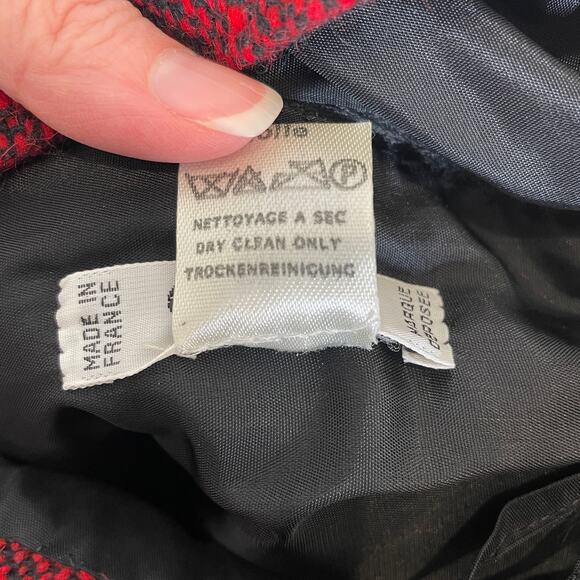 P
NETTOYAGE A SEC
DRY CLEAN ONLY
TROCKENREINIGUNG
MADE IN
FRANCE
MARQUE
DEPOSEE